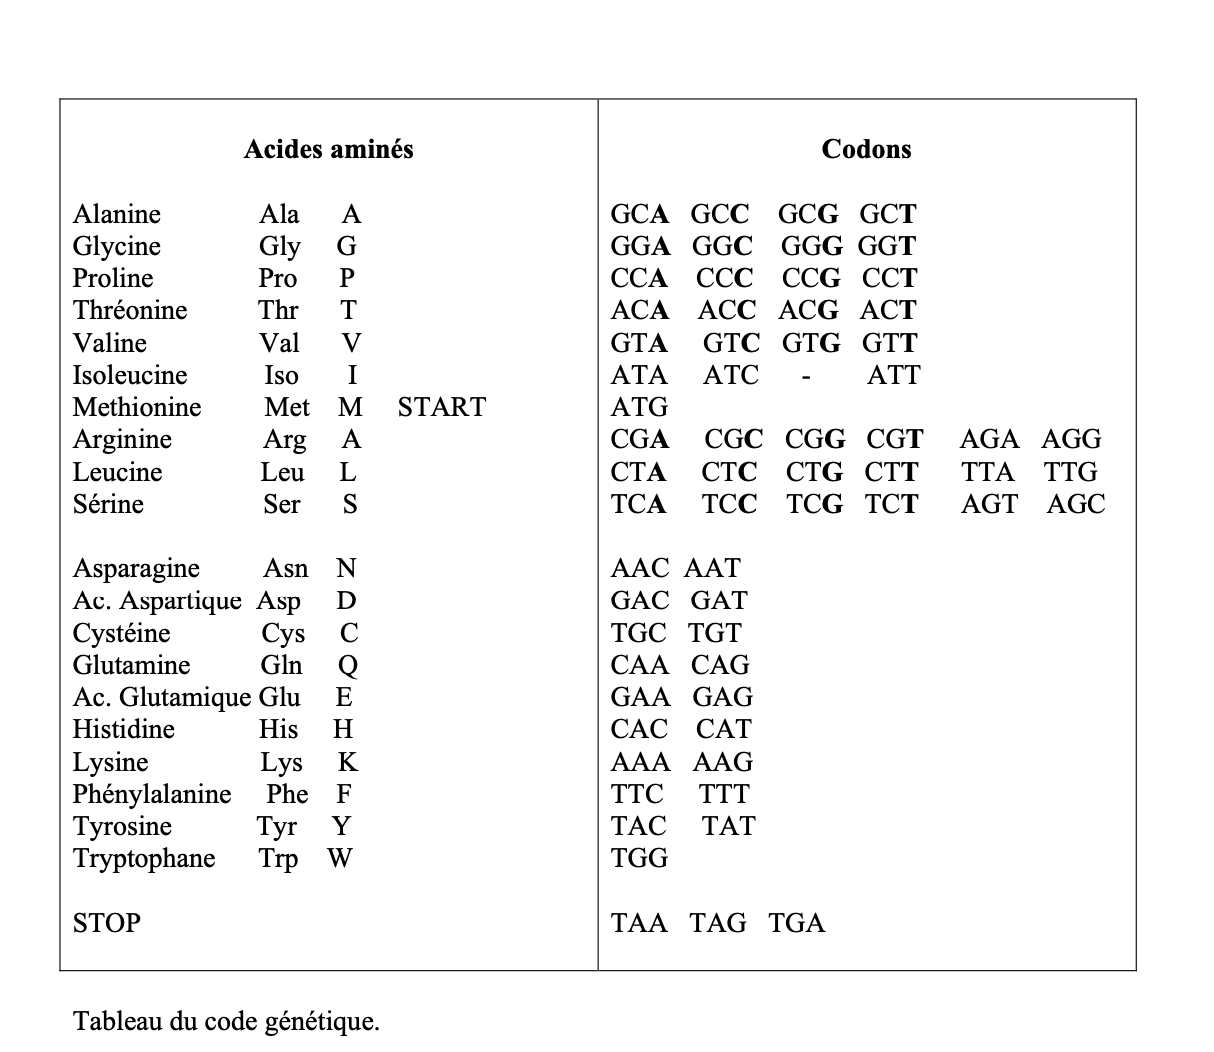 Acides aminés Codons
Alanine Ala A GCA GCC GCG GCT
Glycine Gly G GGA GGC GGG GGT
Proline Pro P CCA CCC CCG CCT
Thréonine Thr T ACA ACC ACG ACT
Valine Val V GTA GTC GTG GTT
Isoleucine Iso I ATA ATC - ATT
Methionine Met M START ATG
Arginine Arg A CGA CGC CGG CGT AGA AGG
Leucine Leu L CTA CTC CTG CTT TTA TTG
Sérine Ser S TCA TCC TCG TCT AGT AGC
Asparagine Asn N AAC AAT
Ac. Aspartique Asp D GAC GAT
Cystéine Cys C TGC TGT
Glutamine Gln Q CAA CAG
Ac. Glutamique Glu E GAA GAG
Histidine His H CAC CAT
Lysine Lys K AAA AAG
Phénylalanine Phe F TTC TTT
Tyrosine Tyr Y TAC TAT
Tryptophane Trp W TGG
STOP TAA TAG TGA
Tableau du code génétique.